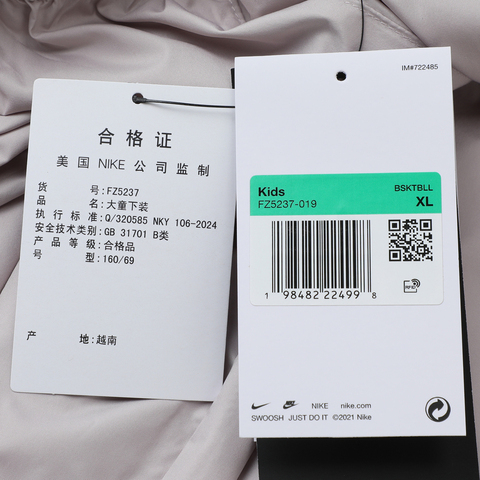 合格证
美国 NIKE 公司监制
货号:FZ5237
品名:大童下装
执行标准:Q/320585 NKY 106-2024
安全技术类别:GB 31701 B类
产品等级:合格品
号型:160/69
产地:越南
IM#722485
Kids BSKTBLL
FZ5237-019 XL
1 98482 22499 8
RFID
NIKE nike.com
SWOOSH JUST DO IT ©2021 Nike